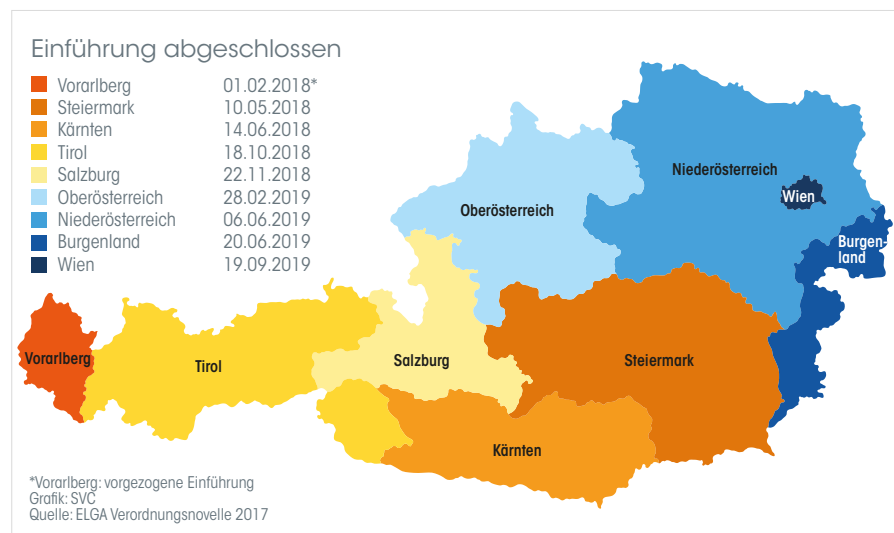 Einführung abgeschlossen
Vorarlberg 01.02.2018*
Steiermark 10.05.2018
Kärnten 14.06.2018
Tirol 18.10.2018
Salzburg 22.11.2018
Oberösterreich 28.02.2019
Niederösterreich 06.06.2019
Burgenland 20.06.2019
Wien 19.09.2019
Niederösterreich
Wien
Oberösterreich
Burgen-
land
Vorarlberg
Tirol
Salzburg
Steiermark
Kärnten
*Vorarlberg: vorgezogene Einführung
Grafik: SVC
Quelle: ELGA Verordnungsnovelle 2017